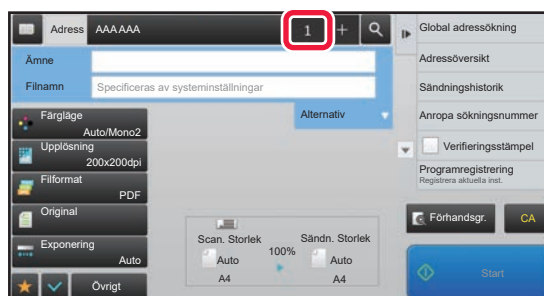 Adress AAA AAA 1 +
Ämne
Filnamn Specificeras av systeminställningar
Alternativ
Färgläge
Auto/Mono2
Upplösning
200x200dpi
Filformat
PDF
Original
Exponering
Auto
Övrigt
Scan. Storlek
Auto
A4
100%
Sändn. Storlek
Auto
A4
Global adressökning
Adressöversikt
Sändningshistorik
Anropa sökningsnummer
Verifieringsstämpel
Programregistrering
Registrera aktuella inst.
Förhandsgr.
CA
Start